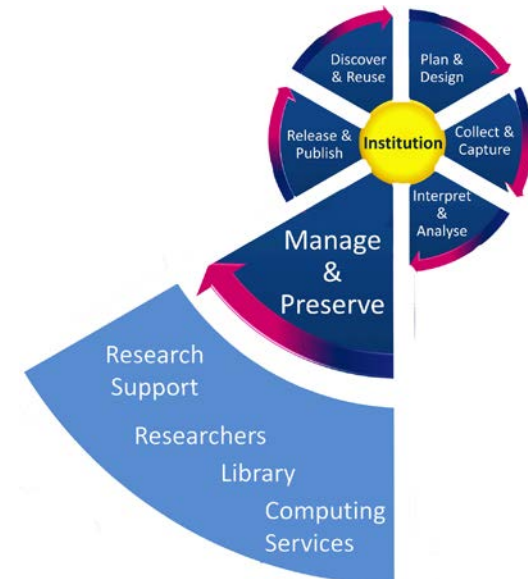 Discover
& Reuse
Plan &
Design
Release &
Publish
Institution
Collect &
Capture
Interpret
&
Analyse
Manage
&
Preserve
Research
Support
Researchers
Library
Computing
Services